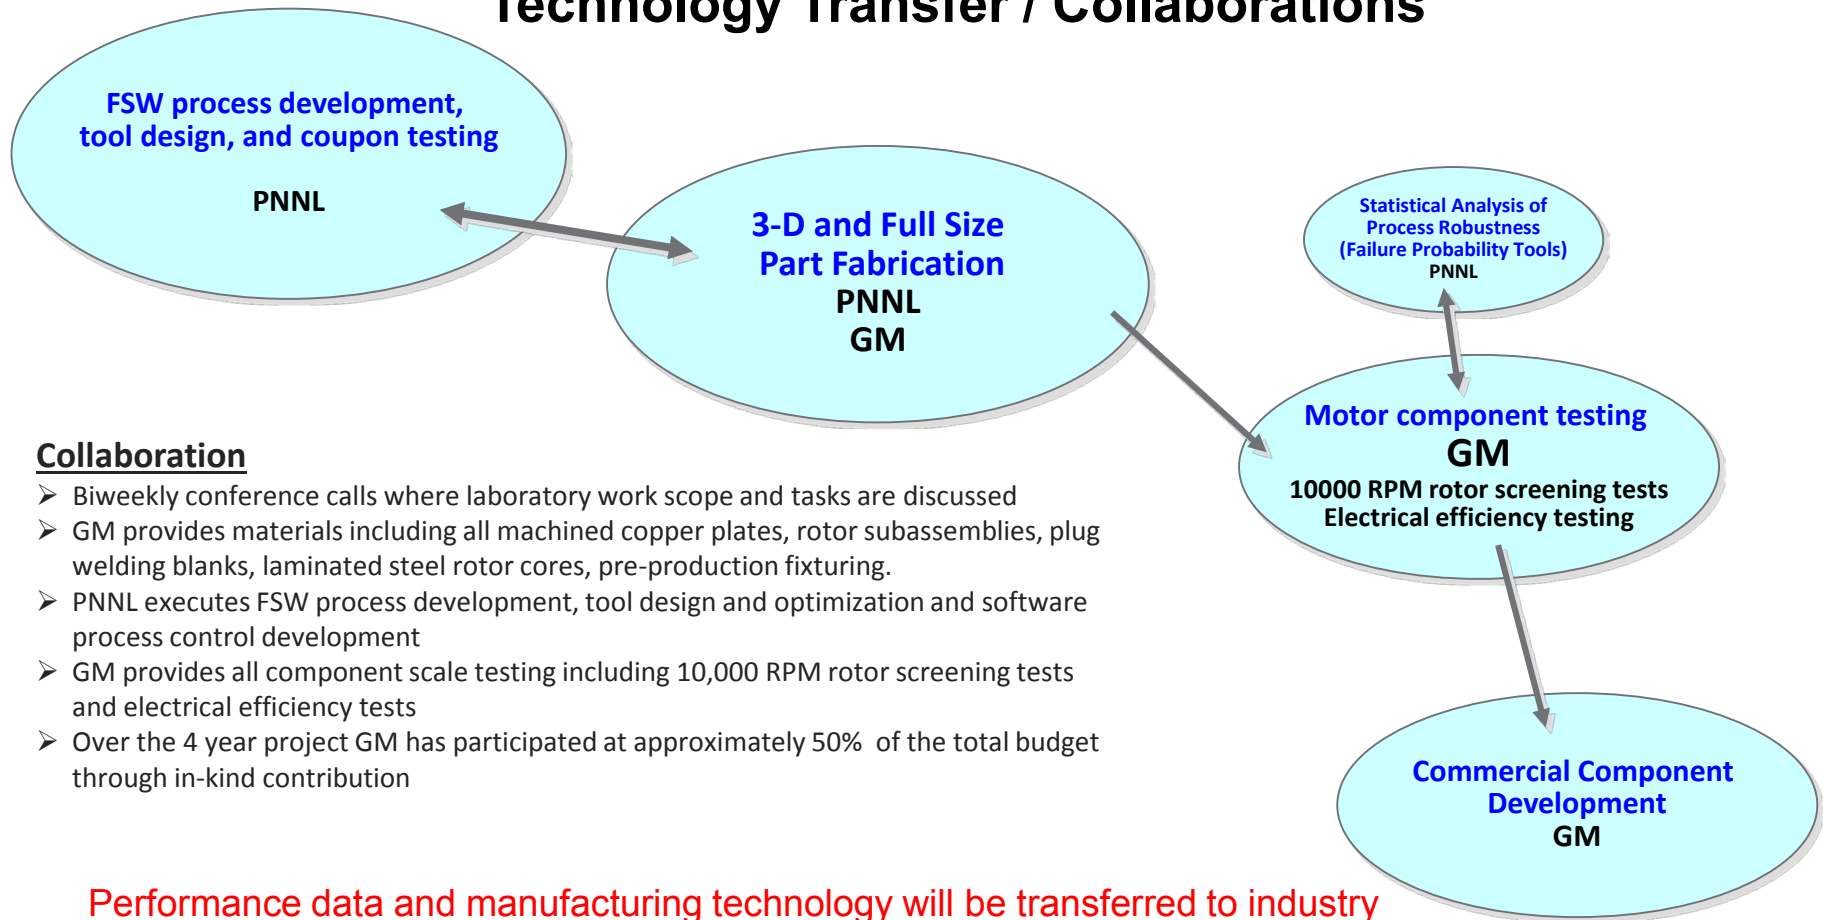 Technology Transfer / Collaborations
FSW process development,
tool design, and coupon testing
PNNL
3-D and Full Size
Part Fabrication
PNNL
GM
Statistical Analysis of
Process Robustness
(Failure Probability Tools)
PNNL
Motor component testing
GM
10000 RPM rotor screening tests
Electrical efficiency testing
Collaboration
➢ Biweekly conference calls where laboratory work scope and tasks are discussed
➢ GM provides materials including all machined copper plates, rotor subassemblies, plug
welding blanks, laminated steel rotor cores, pre-production fixturing.
➢ PNNL executes FSW process development, tool design and optimization and software
process control development
➢ GM provides all component scale testing including 10,000 RPM rotor screening tests
and electrical efficiency tests
➢ Over the 4 year project GM has participated at approximately 50% of the total budget
through in-kind contribution
Commercial Component
Development
GM
Performance data and manufacturing technology will be transferred to industry